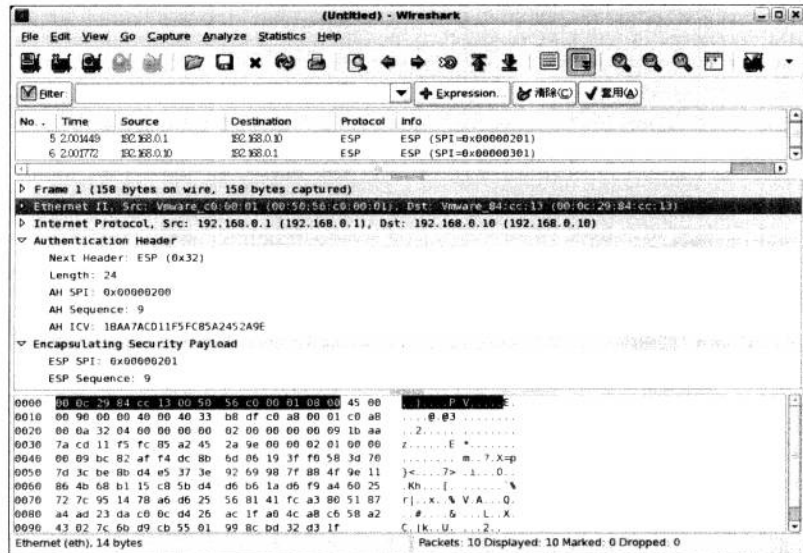 (Untitled) - Wireshark
File Edit View Go Capture Analyze Statistics Help
Filter: Expression... 清除(C) 套用(A)
No. . Time Source Destination Protocol Info
5 2.001449 192.168.0.1 192.168.0.10 ESP ESP (SPI=0x00000201)
6 2.001772 192.168.0.10 192.168.0.1 ESP ESP (SPI=0x00000301)
Frame 1 (158 bytes on wire, 158 bytes captured)
Ethernet II, Src: Vmware_c0:00:01 (00:50:56:c0:00:01), Dst: Vmware_84:cc:13 (00:0c:29:84:cc:13)
Internet Protocol, Src: 192.168.0.1 (192.168.0.1), Dst: 192.168.0.10 (192.168.0.10)
Authentication Header
Next Header: ESP (0x32)
Length: 24
AH SPI: 0x00000200
AH Sequence: 9
AH ICV: 1BAA7ACD11F5FC85A2452A9E
Encapsulating Security Payload
ESP SPI: 0x00000201
ESP Sequence: 9
0000 00 0c 29 84 cc 13 00 50 56 c0 00 01 08 00 45 00 ..)....P V.....E.
0010 00 90 00 00 40 00 40 33 b8 df c0 a8 00 01 c0 a8 ....@.@3 ........
0020 00 0a 32 04 00 00 00 00 02 00 00 00 00 09 1b aa ..2..... ........
0030 7a cd 11 f5 fc 85 a2 45 2a 9e 00 00 02 01 00 00 z......E *.......
0040 00 09 bc 82 af f4 dc 8b 6d 06 19 3f f0 58 3d 70 ........ m..?.X=p
0050 7d 3c be 8b d4 e5 37 3e 92 69 98 7f 88 4f 9e 11 }<....7> .i...O..
0060 86 4b 68 b1 15 c8 5b d4 d6 b6 1a d6 f9 a4 60 25 .Kh...[. ......`%
0070 72 7c 95 14 78 a6 d6 25 56 81 41 fc a3 80 51 87 r|..x..% V.A...Q.
0080 a4 ad 23 da c0 0c d4 26 ac 1f a0 4c a8 c6 58 a2 ..#....& ...L..X.
0090 43 02 7c 6b d9 cb 55 01 99 8c bd 32 d3 1f C.|k..U. ...2..
Ethernet (eth), 14 bytes Packets: 10 Displayed: 10 Marked: 0 Dropped: 0